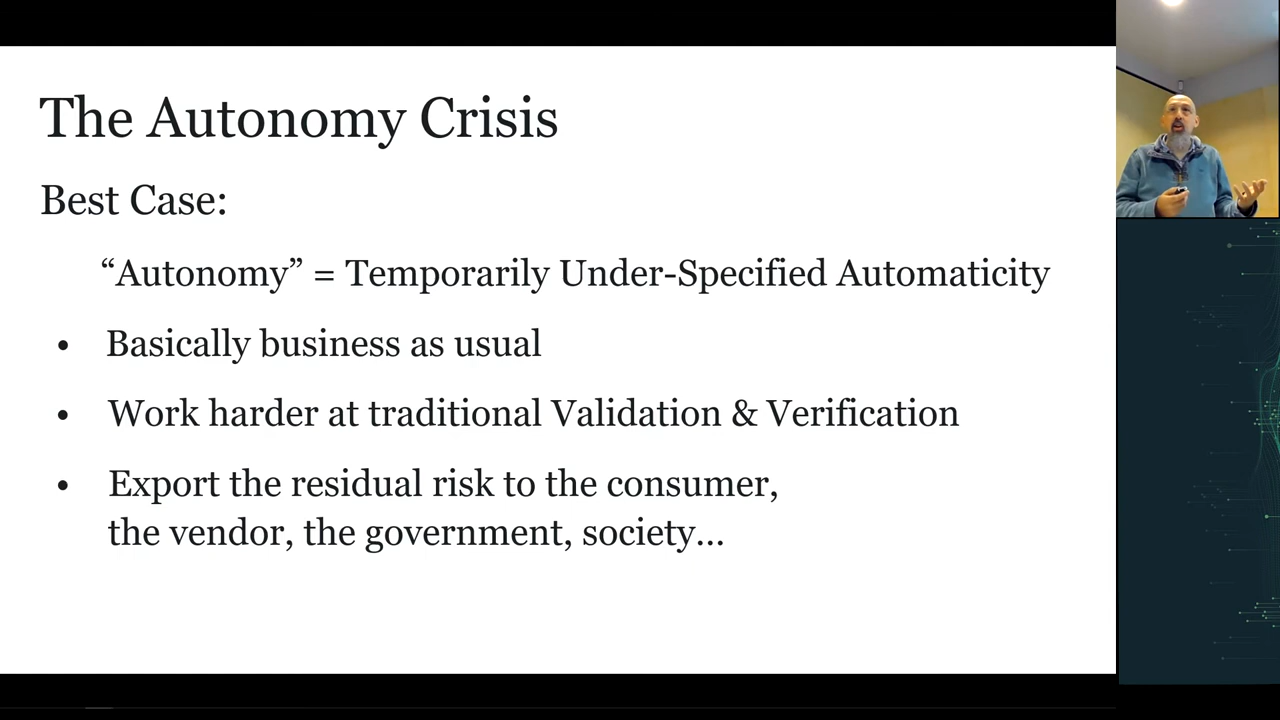 The Autonomy Crisis
Best Case:
“Autonomy” = Temporarily Under-Specified Automaticity
• Basically business as usual
• Work harder at traditional Validation & Verification
• Export the residual risk to the consumer,
the vendor, the government, society...